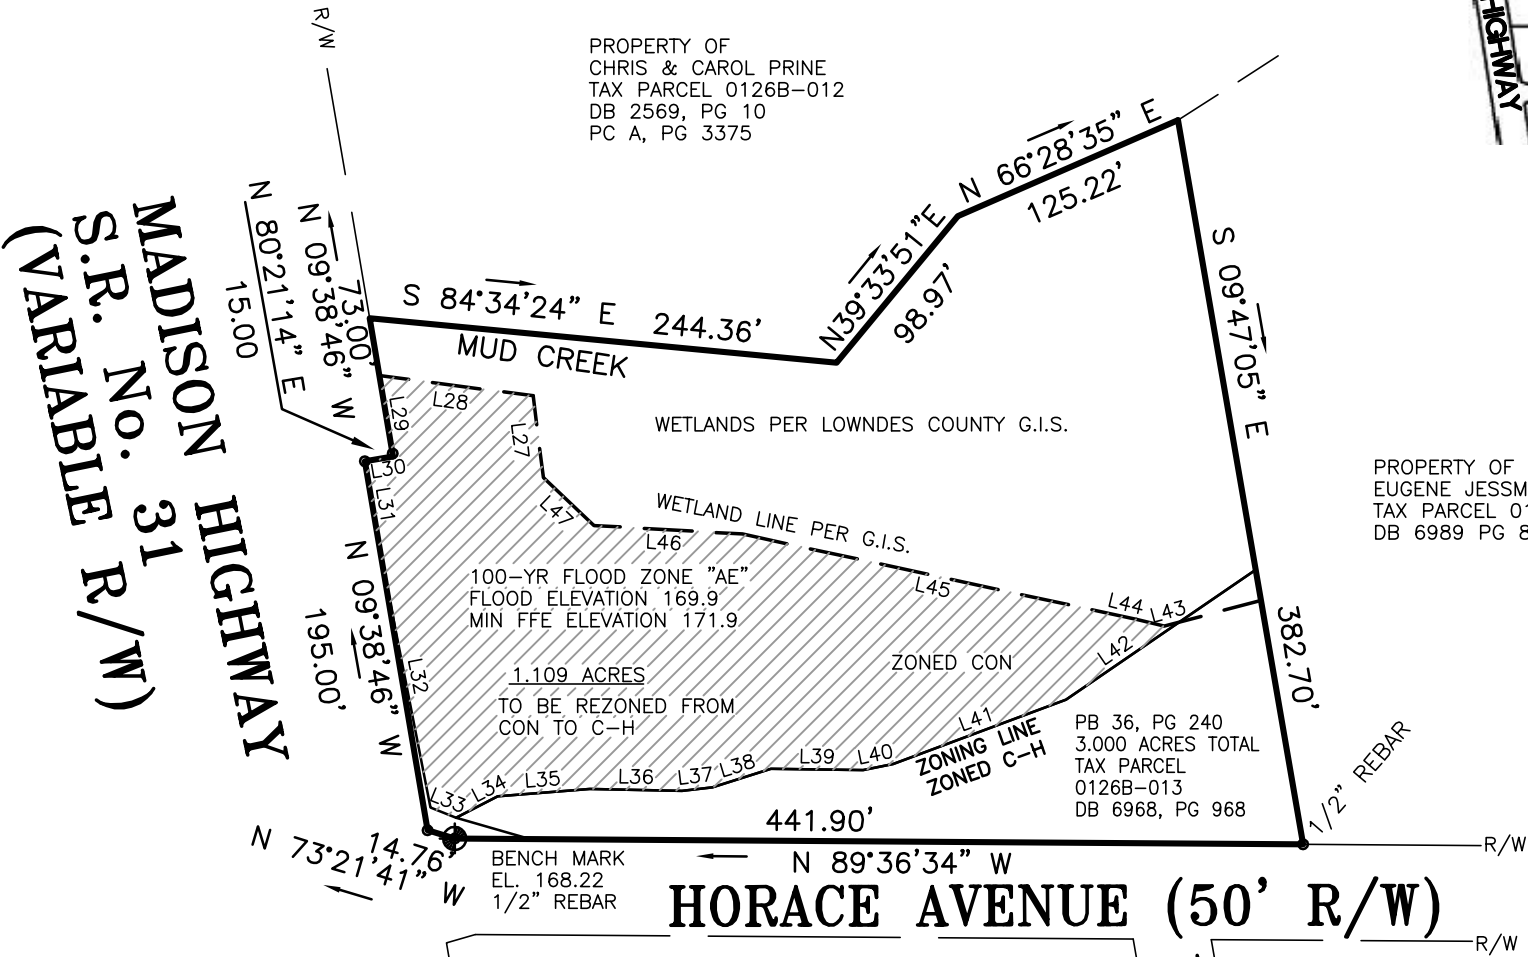 R/W
PROPERTY OF
CHRIS & CAROL PRINE
TAX PARCEL 0126B-012
DB 2569, PG 10
PC A, PG 3375
HIGHWAY
N 66°28'35" E
125.22'
N39°33'51"E
98.97'
S 84°34'24" E 244.36'
MUD CREEK
N 09°38'46" W
73.00'
N 80°21'14" E
15.00
MADISON HIGHWAY
S.R. No. 31
(VARIABLE R/W)
S 09°47'05" E
382.70'
L28
L29
L27
L30
L31
L47
L46
WETLANDS PER LOWNDES COUNTY G.I.S.
WETLAND LINE PER G.I.S.
L45
L44
L43
L42
PROPERTY OF
EUGENE JESSM
TAX PARCEL 01
DB 6989 PG 8
100-YR FLOOD ZONE "AE"
FLOOD ELEVATION 169.9
MIN FFE ELEVATION 171.9
1.109 ACRES
TO BE REZONED FROM
CON TO C-H
ZONED CON
N 09°38'46" W
195.00'
L32
L33
L34
L35
L36
L37
L38
L39
L40
L41
ZONING LINE
ZONED C-H
PB 36, PG 240
3.000 ACRES TOTAL
TAX PARCEL
0126B-013
DB 6968, PG 968
1/2" REBAR
441.90'
N 89°36'34" W
14.76'
N 73°21'41" W
BENCH MARK
EL. 168.22
1/2" REBAR
R/W
HORACE AVENUE (50' R/W)
R/W